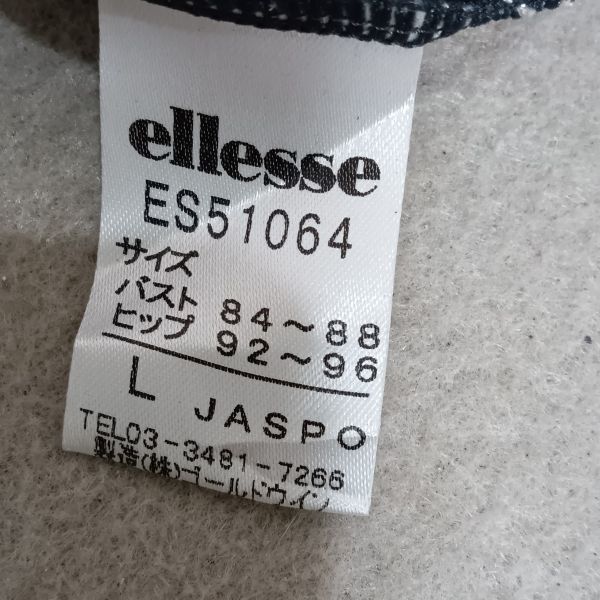 ellesse
ES51064
サイズ
バスト 84～88
ヒップ 92～96
L JASPO
TEL03-3481-7266
製造(株)ゴールドウイン